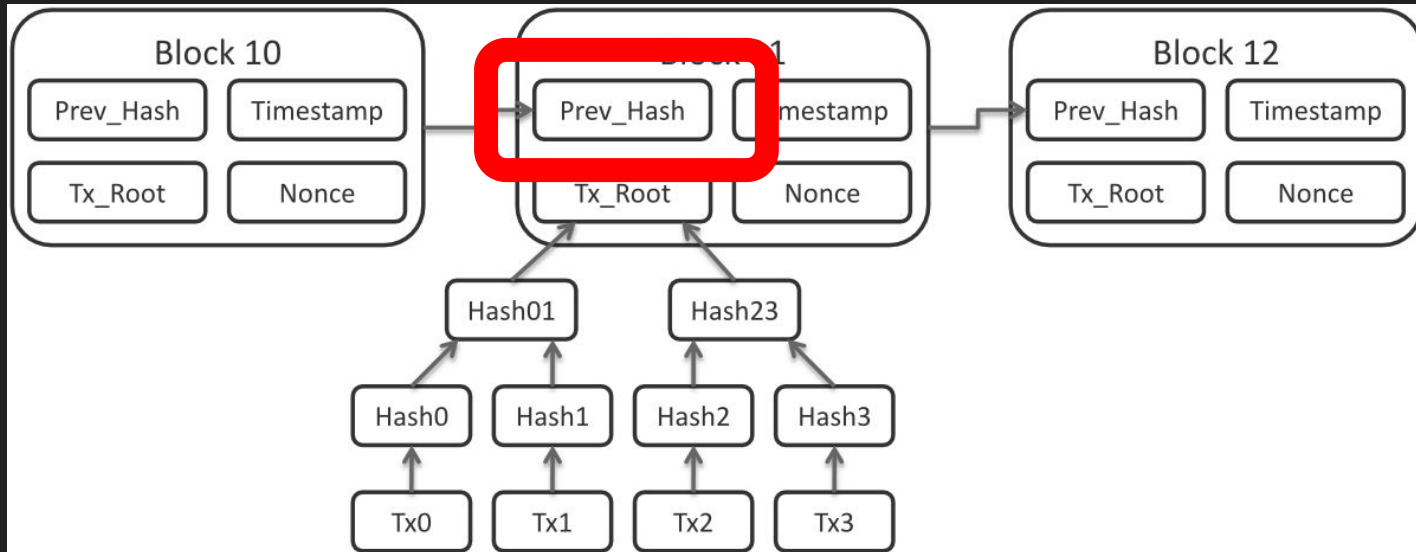 Block 10
Prev_Hash Timestamp
Tx_Root Nonce
1
Prev_Hash
Tx_Root Nonce
Block 12
Prev_Hash Timestamp
Tx_Root Nonce
Hash01 Hash23
Hash0 Hash1 Hash2 Hash3
Tx0 Tx1 Tx2 Tx3